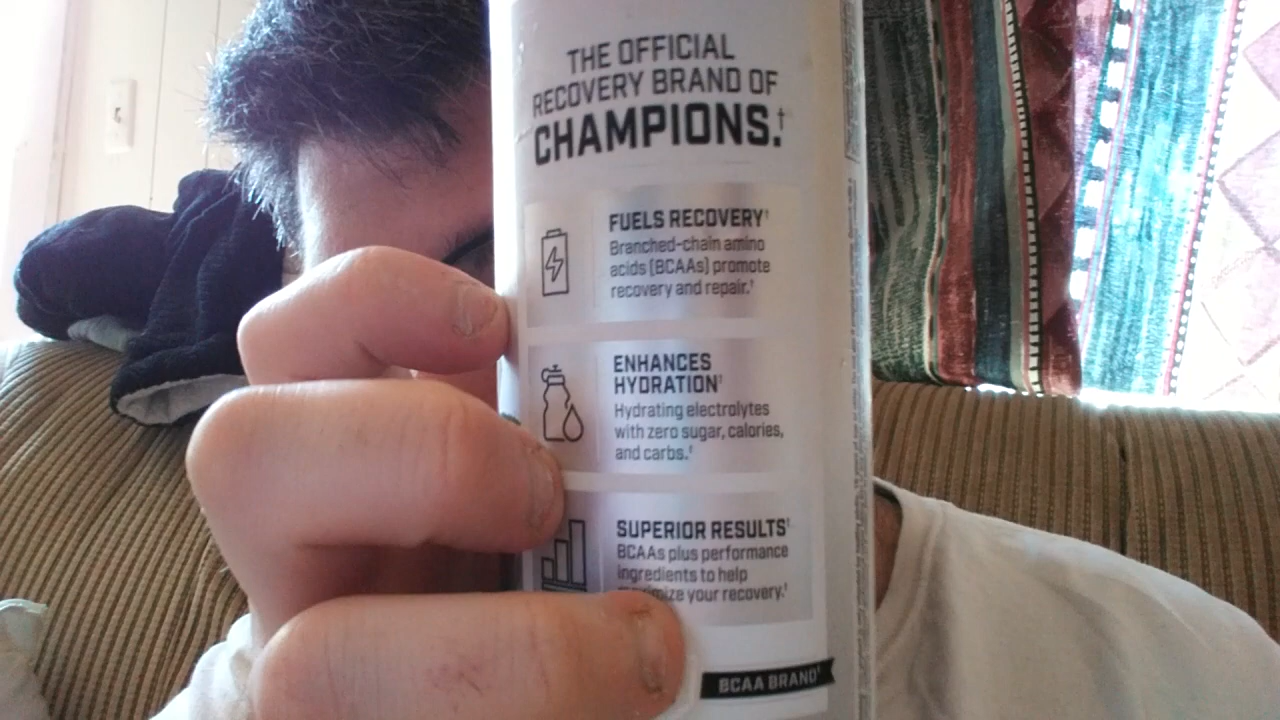 THE OFFICIAL
RECOVERY BRAND OF
CHAMPIONS.†
FUELS RECOVERY†
Branched-chain amino
acids (BCAAs) promote
recovery and repair.†
ENHANCES
HYDRATION†
Hydrating electrolytes
with zero sugar, calories,
and carbs.‡
SUPERIOR RESULTS†
BCAAs plus performance
ingredients to help
your recovery.†
BCAA BRAND†